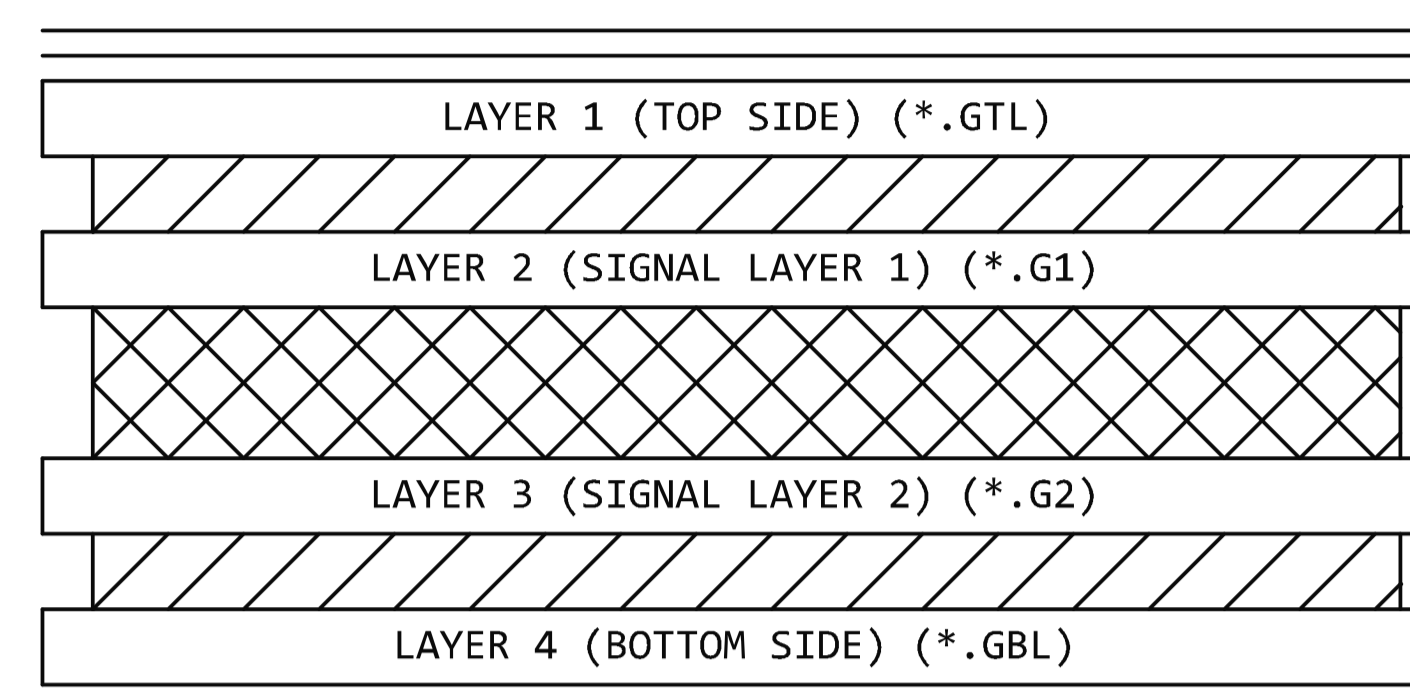 LAYER 1 (TOP SIDE) (*.GTL)
LAYER 2 (SIGNAL LAYER 1) (*.G1)
LAYER 3 (SIGNAL LAYER 2) (*.G2)
LAYER 4 (BOTTOM SIDE) (*.GBL)